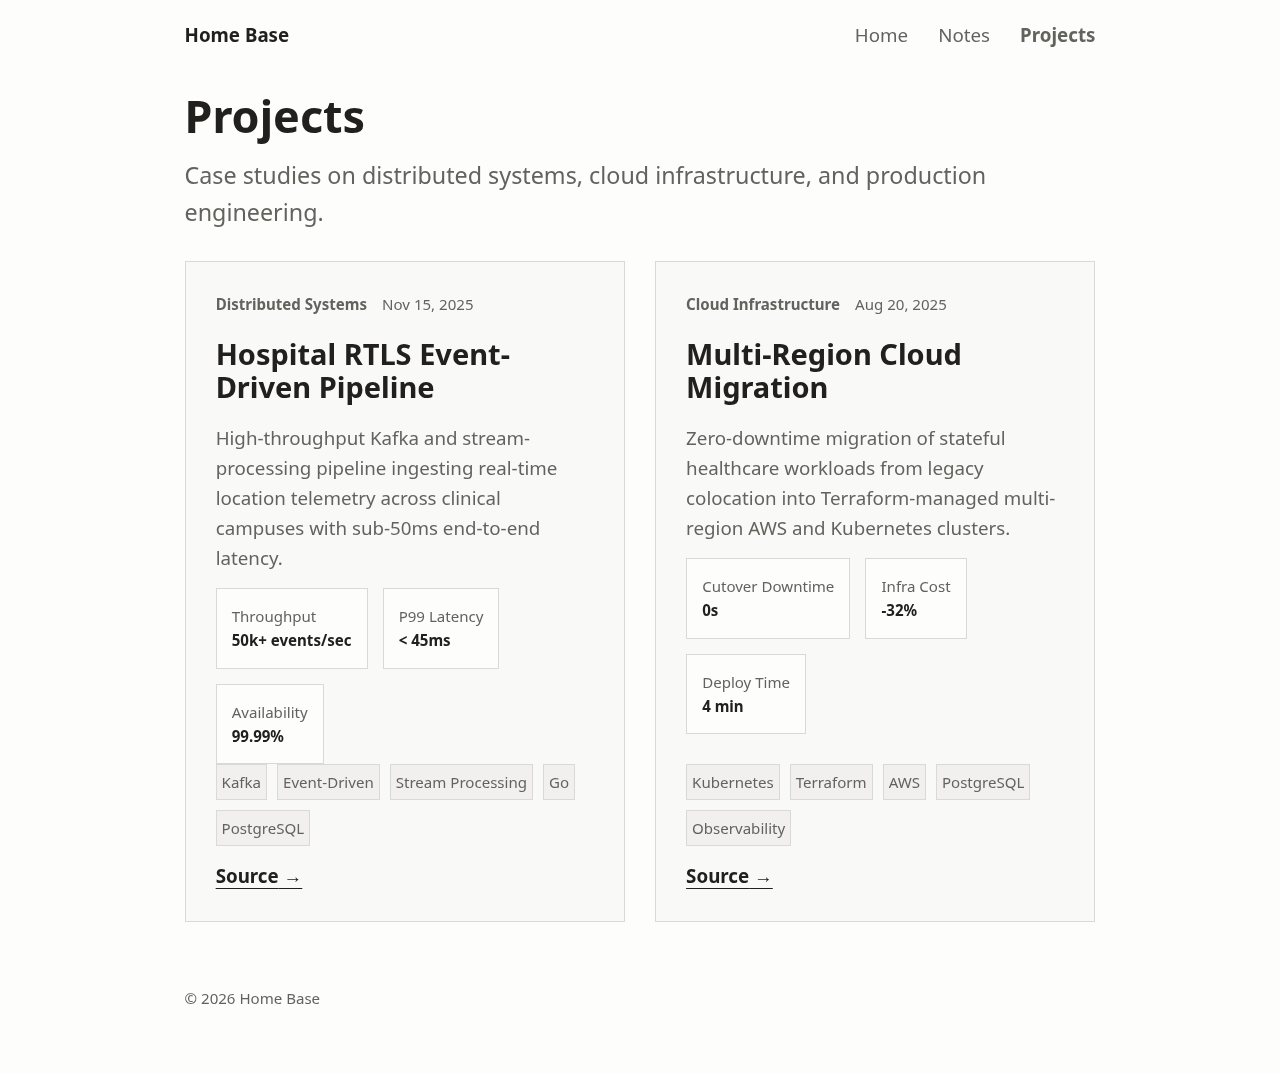 Home Base
Home Notes Projects
Projects
Case studies on distributed systems, cloud infrastructure, and production
engineering.
Distributed Systems Nov 15, 2025
Hospital RTLS Event-
Driven Pipeline
High-throughput Kafka and stream-
processing pipeline ingesting real-time
location telemetry across clinical
campuses with sub-50ms end-to-end
latency.
Throughput
50k+ events/sec
P99 Latency
< 45ms
Availability
99.99%
Kafka Event-Driven Stream Processing Go
PostgreSQL
Source →
Cloud Infrastructure Aug 20, 2025
Multi-Region Cloud
Migration
Zero-downtime migration of stateful
healthcare workloads from legacy
colocation into Terraform-managed multi-
region AWS and Kubernetes clusters.
Cutover Downtime
0s
Infra Cost
-32%
Deploy Time
4 min
Kubernetes Terraform AWS PostgreSQL
Observability
Source →
© 2026 Home Base